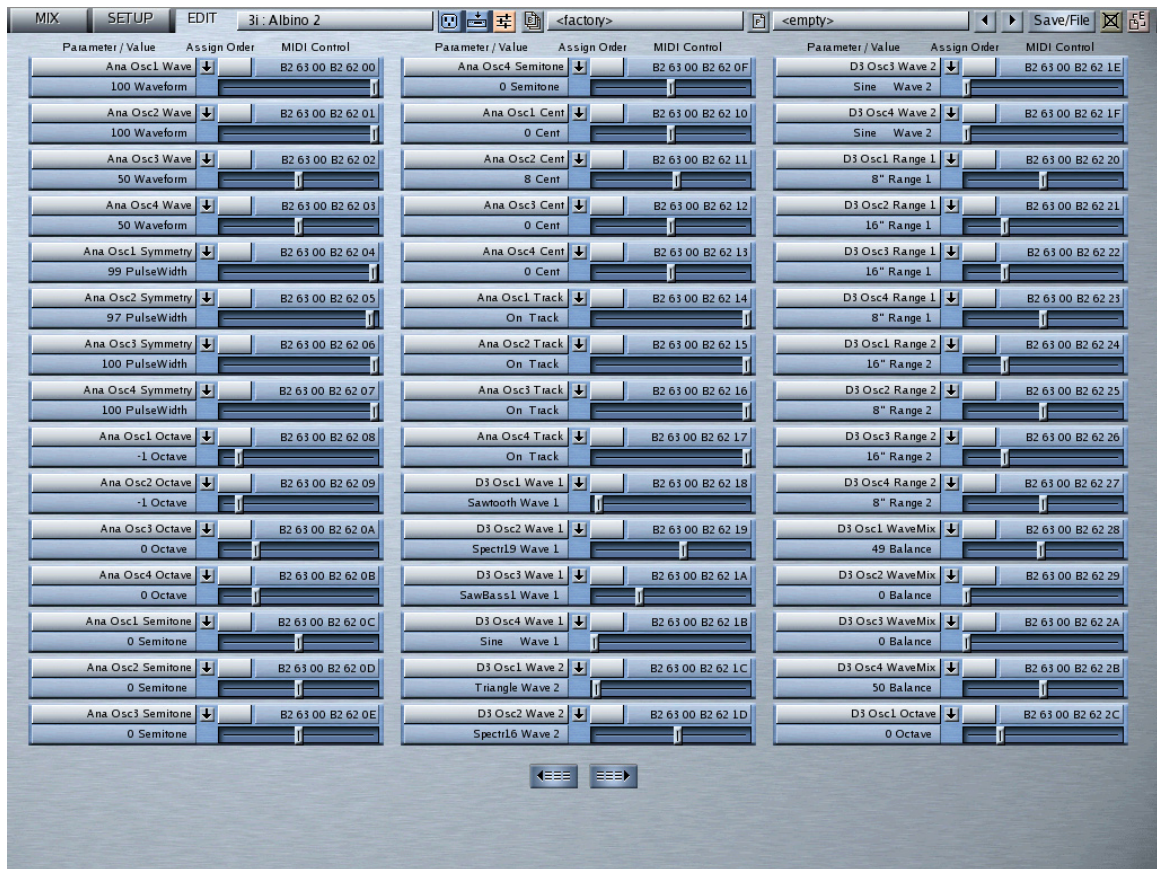 MIX SETUP EDIT 3i : Albino 2 <factory> <empty> Save/File
Parameter / Value Assign Order MIDI Control Parameter / Value Assign Order MIDI Control Parameter / Value Assign Order MIDI Control
Ana Osc1 Wave B2 63 00 B2 62 00 Ana Osc4 Semitone B2 63 00 B2 62 0F D3 Osc3 Wave 2 B2 63 00 B2 62 1E
100 Waveform 0 Semitone Sine Wave 2
Ana Osc2 Wave B2 63 00 B2 62 01 Ana Osc1 Cent B2 63 00 B2 62 10 D3 Osc4 Wave 2 B2 63 00 B2 62 1F
100 Waveform 0 Cent Sine Wave 2
Ana Osc3 Wave B2 63 00 B2 62 02 Ana Osc2 Cent B2 63 00 B2 62 11 D3 Osc1 Range 1 B2 63 00 B2 62 20
50 Waveform 8 Cent 8" Range 1
Ana Osc4 Wave B2 63 00 B2 62 03 Ana Osc3 Cent B2 63 00 B2 62 12 D3 Osc2 Range 1 B2 63 00 B2 62 21
50 Waveform 0 Cent 16" Range 1
Ana Osc1 Symmetry B2 63 00 B2 62 04 Ana Osc4 Cent B2 63 00 B2 62 13 D3 Osc3 Range 1 B2 63 00 B2 62 22
99 PulseWidth 0 Cent 16" Range 1
Ana Osc2 Symmetry B2 63 00 B2 62 05 Ana Osc1 Track B2 63 00 B2 62 14 D3 Osc4 Range 1 B2 63 00 B2 62 23
97 PulseWidth On Track 8" Range 1
Ana Osc3 Symmetry B2 63 00 B2 62 06 Ana Osc2 Track B2 63 00 B2 62 15 D3 Osc1 Range 2 B2 63 00 B2 62 24
100 PulseWidth On Track 16" Range 2
Ana Osc4 Symmetry B2 63 00 B2 62 07 Ana Osc3 Track B2 63 00 B2 62 16 D3 Osc2 Range 2 B2 63 00 B2 62 25
100 PulseWidth On Track 8" Range 2
Ana Osc1 Octave B2 63 00 B2 62 08 Ana Osc4 Track B2 63 00 B2 62 17 D3 Osc3 Range 2 B2 63 00 B2 62 26
-1 Octave On Track 16" Range 2
Ana Osc2 Octave B2 63 00 B2 62 09 D3 Osc1 Wave 1 B2 63 00 B2 62 18 D3 Osc4 Range 2 B2 63 00 B2 62 27
-1 Octave Sawtooth Wave 1 8" Range 2
Ana Osc3 Octave B2 63 00 B2 62 0A D3 Osc2 Wave 1 B2 63 00 B2 62 19 D3 Osc1 WaveMix B2 63 00 B2 62 28
0 Octave Spectr19 Wave 1 49 Balance
Ana Osc4 Octave B2 63 00 B2 62 0B D3 Osc3 Wave 1 B2 63 00 B2 62 1A D3 Osc2 WaveMix B2 63 00 B2 62 29
0 Octave SawBass1 Wave 1 0 Balance
Ana Osc1 Semitone B2 63 00 B2 62 0C D3 Osc4 Wave 1 B2 63 00 B2 62 1B D3 Osc3 WaveMix B2 63 00 B2 62 2A
0 Semitone Sine Wave 1 0 Balance
Ana Osc2 Semitone B2 63 00 B2 62 0D D3 Osc1 Wave 2 B2 63 00 B2 62 1C D3 Osc4 WaveMix B2 63 00 B2 62 2B
0 Semitone Triangle Wave 2 50 Balance
Ana Osc3 Semitone B2 63 00 B2 62 0E D3 Osc2 Wave 2 B2 63 00 B2 62 1D D3 Osc1 Octave B2 63 00 B2 62 2C
0 Semitone Spectr16 Wave 2 0 Octave